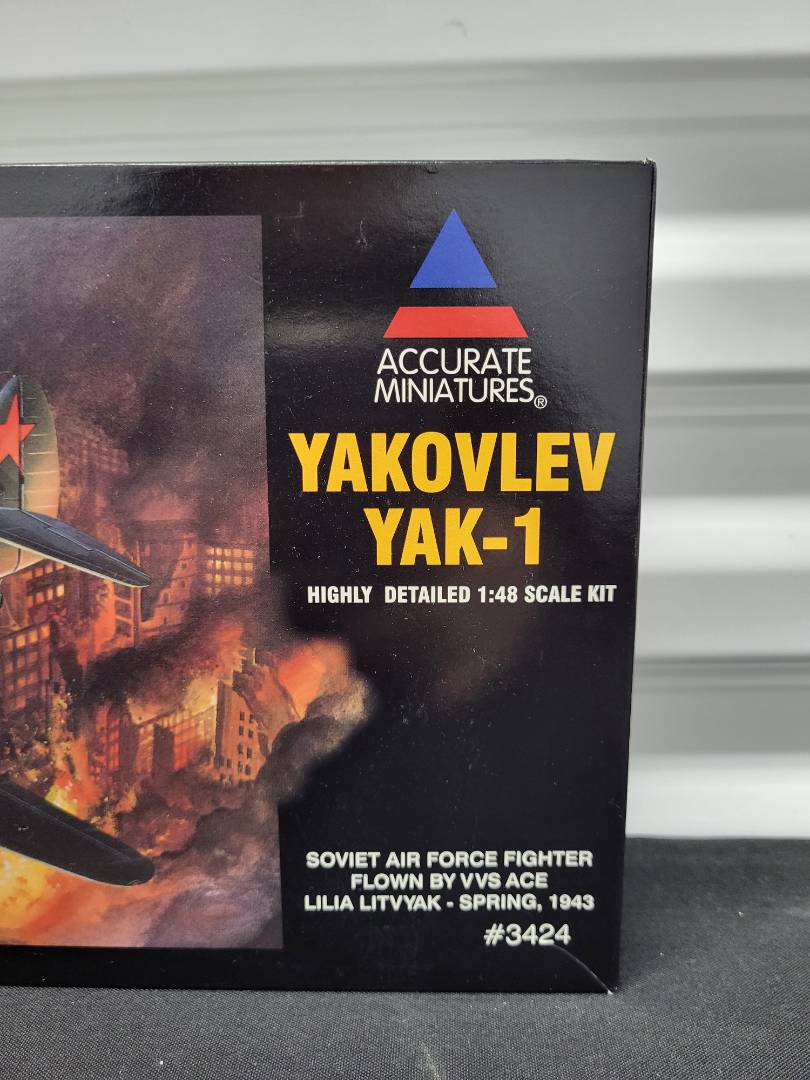 ACCURATE
MINIATURES®
YAKOVLEV
YAK-1
HIGHLY DETAILED 1:48 SCALE KIT
SOVIET AIR FORCE FIGHTER
FLOWN BY VVS ACE
LILIA LITVYAK - SPRING, 1943
#3424